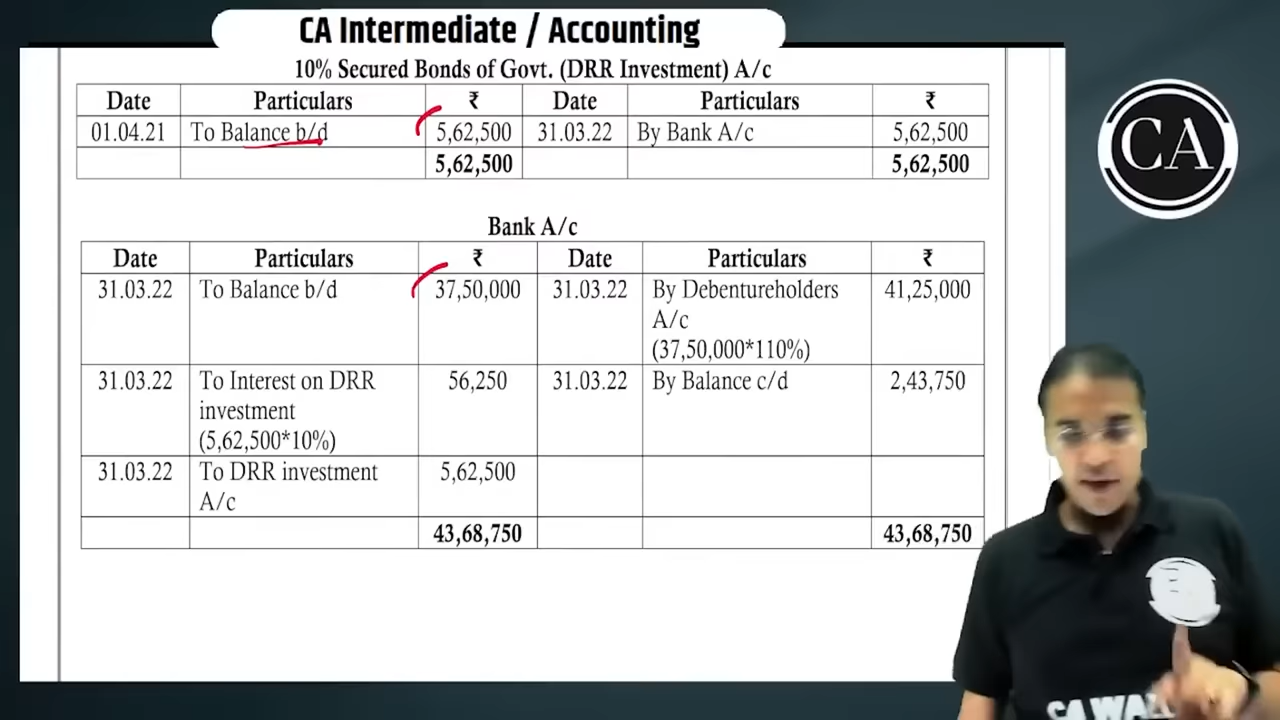 CA Intermediate / Accounting
10% Secured Bonds of Govt. (DRR Investment) A/c
Date Particulars ₹ Date Particulars ₹
01.04.21 To Balance b/d 5,62,500 31.03.22 By Bank A/c 5,62,500
5,62,500 5,62,500
Bank A/c
Date Particulars ₹ Date Particulars ₹
31.03.22 To Balance b/d 37,50,000 31.03.22 By Debentureholders 41,25,000
A/c
(37,50,000*110%)
31.03.22 To Interest on DRR 56,250 31.03.22 By Balance c/d 2,43,750
investment
(5,62,500*10%)
31.03.22 To DRR investment 5,62,500
A/c
43,68,750 43,68,750
CA
CA